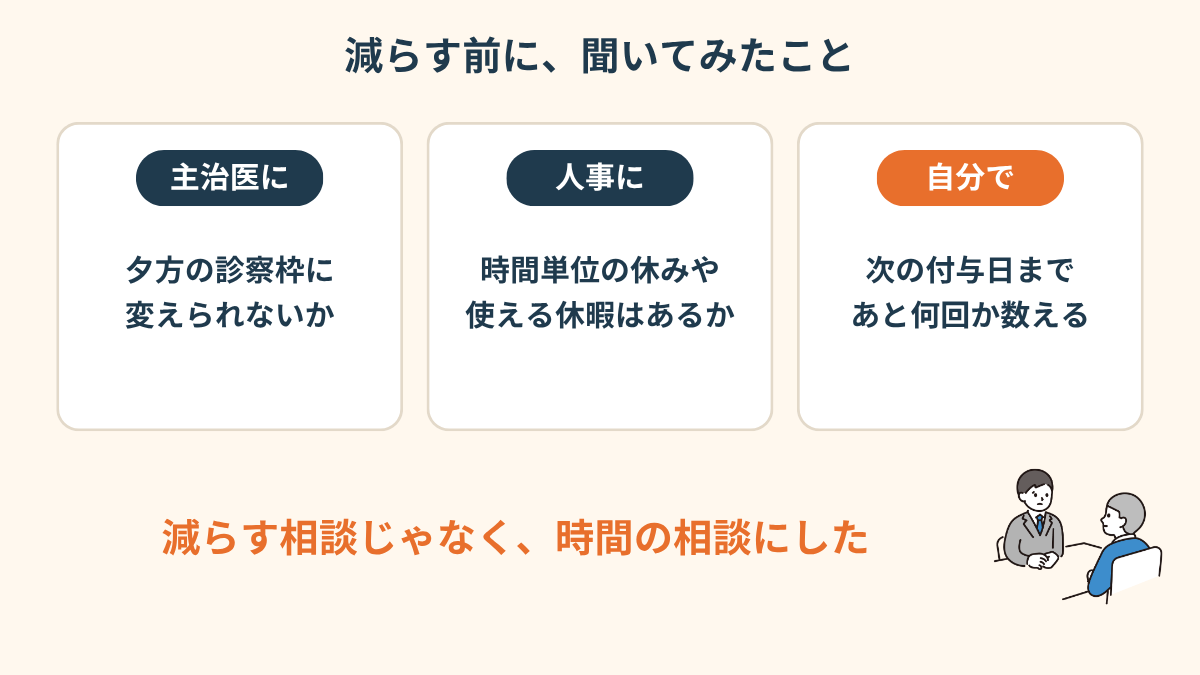 減らす前に、聞いてみたこと
主治医に
夕方の診察枠に
変えられないか
人事に
時間単位の休みや
使える休暇はあるか
自分で
次の付与日まで
あと何回か数える
減らす相談じゃなく、時間の相談にした